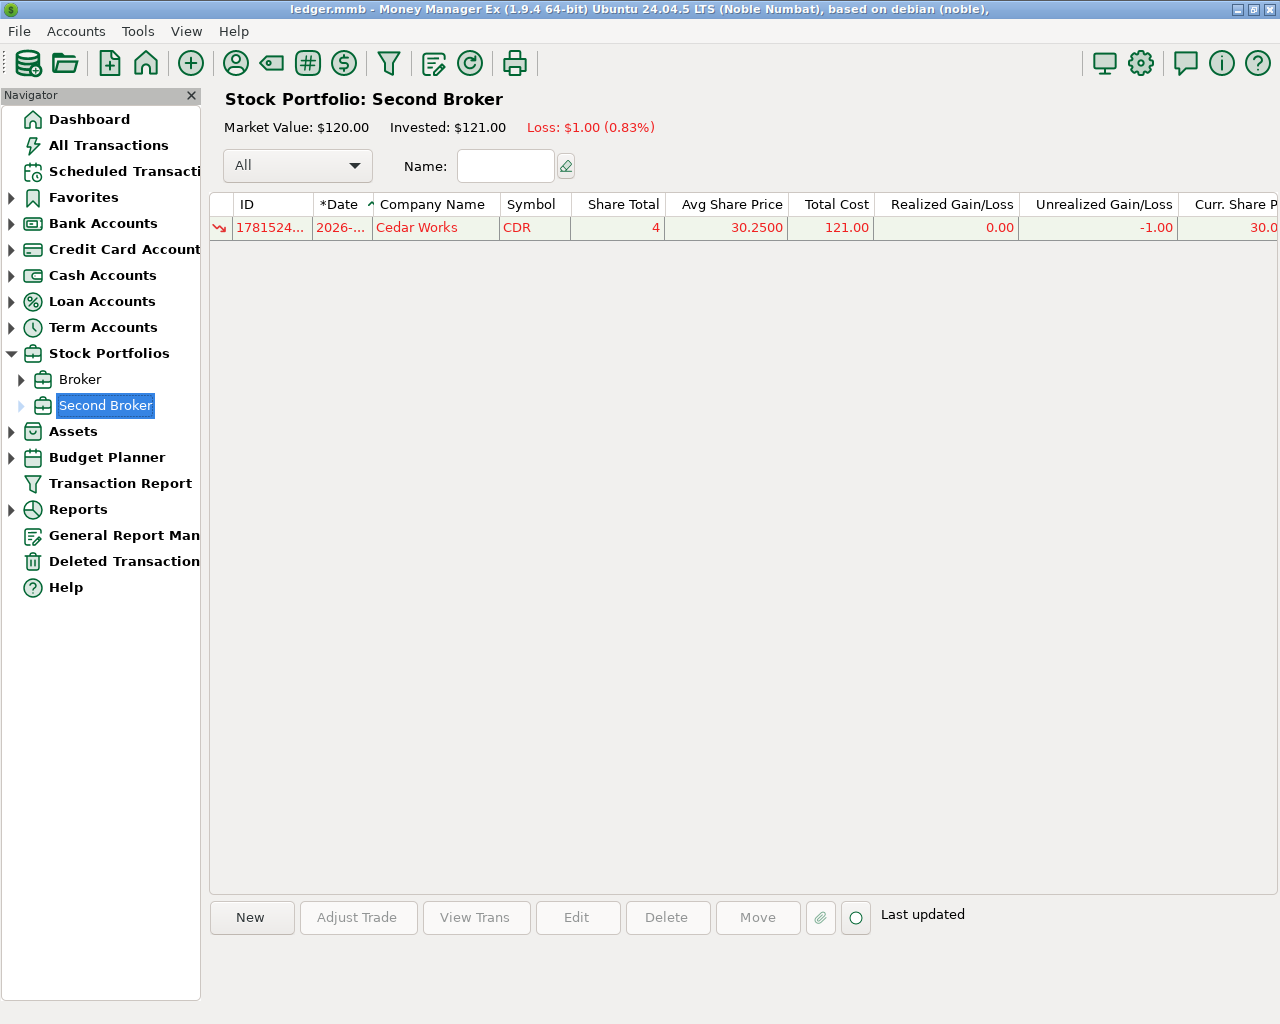 ledger.mmb - Money Manager Ex (1.9.4 64-bit) Ubuntu 24.04.5 LTS (Noble Numbat), based on debian (noble),
File Accounts Tools View Help
Navigator
Dashboard
All Transactions
Scheduled Transacti
Favorites
Bank Accounts
Credit Card Account
Cash Accounts
Loan Accounts
Term Accounts
Stock Portfolios
Broker
Second Broker
Assets
Budget Planner
Transaction Report
Reports
General Report Man
Deleted Transaction
Help
Stock Portfolio: Second Broker
Market Value: $120.00 Invested: $121.00 Loss: $1.00 (0.83%)
All Name:
ID *Date Company Name Symbol Share Total Avg Share Price Total Cost Realized Gain/Loss Unrealized Gain/Loss Curr. Share P
1781524... 2026-... Cedar Works CDR 4 30.2500 121.00 0.00 -1.00 30.0
New Adjust Trade View Trans Edit Delete Move Last updated